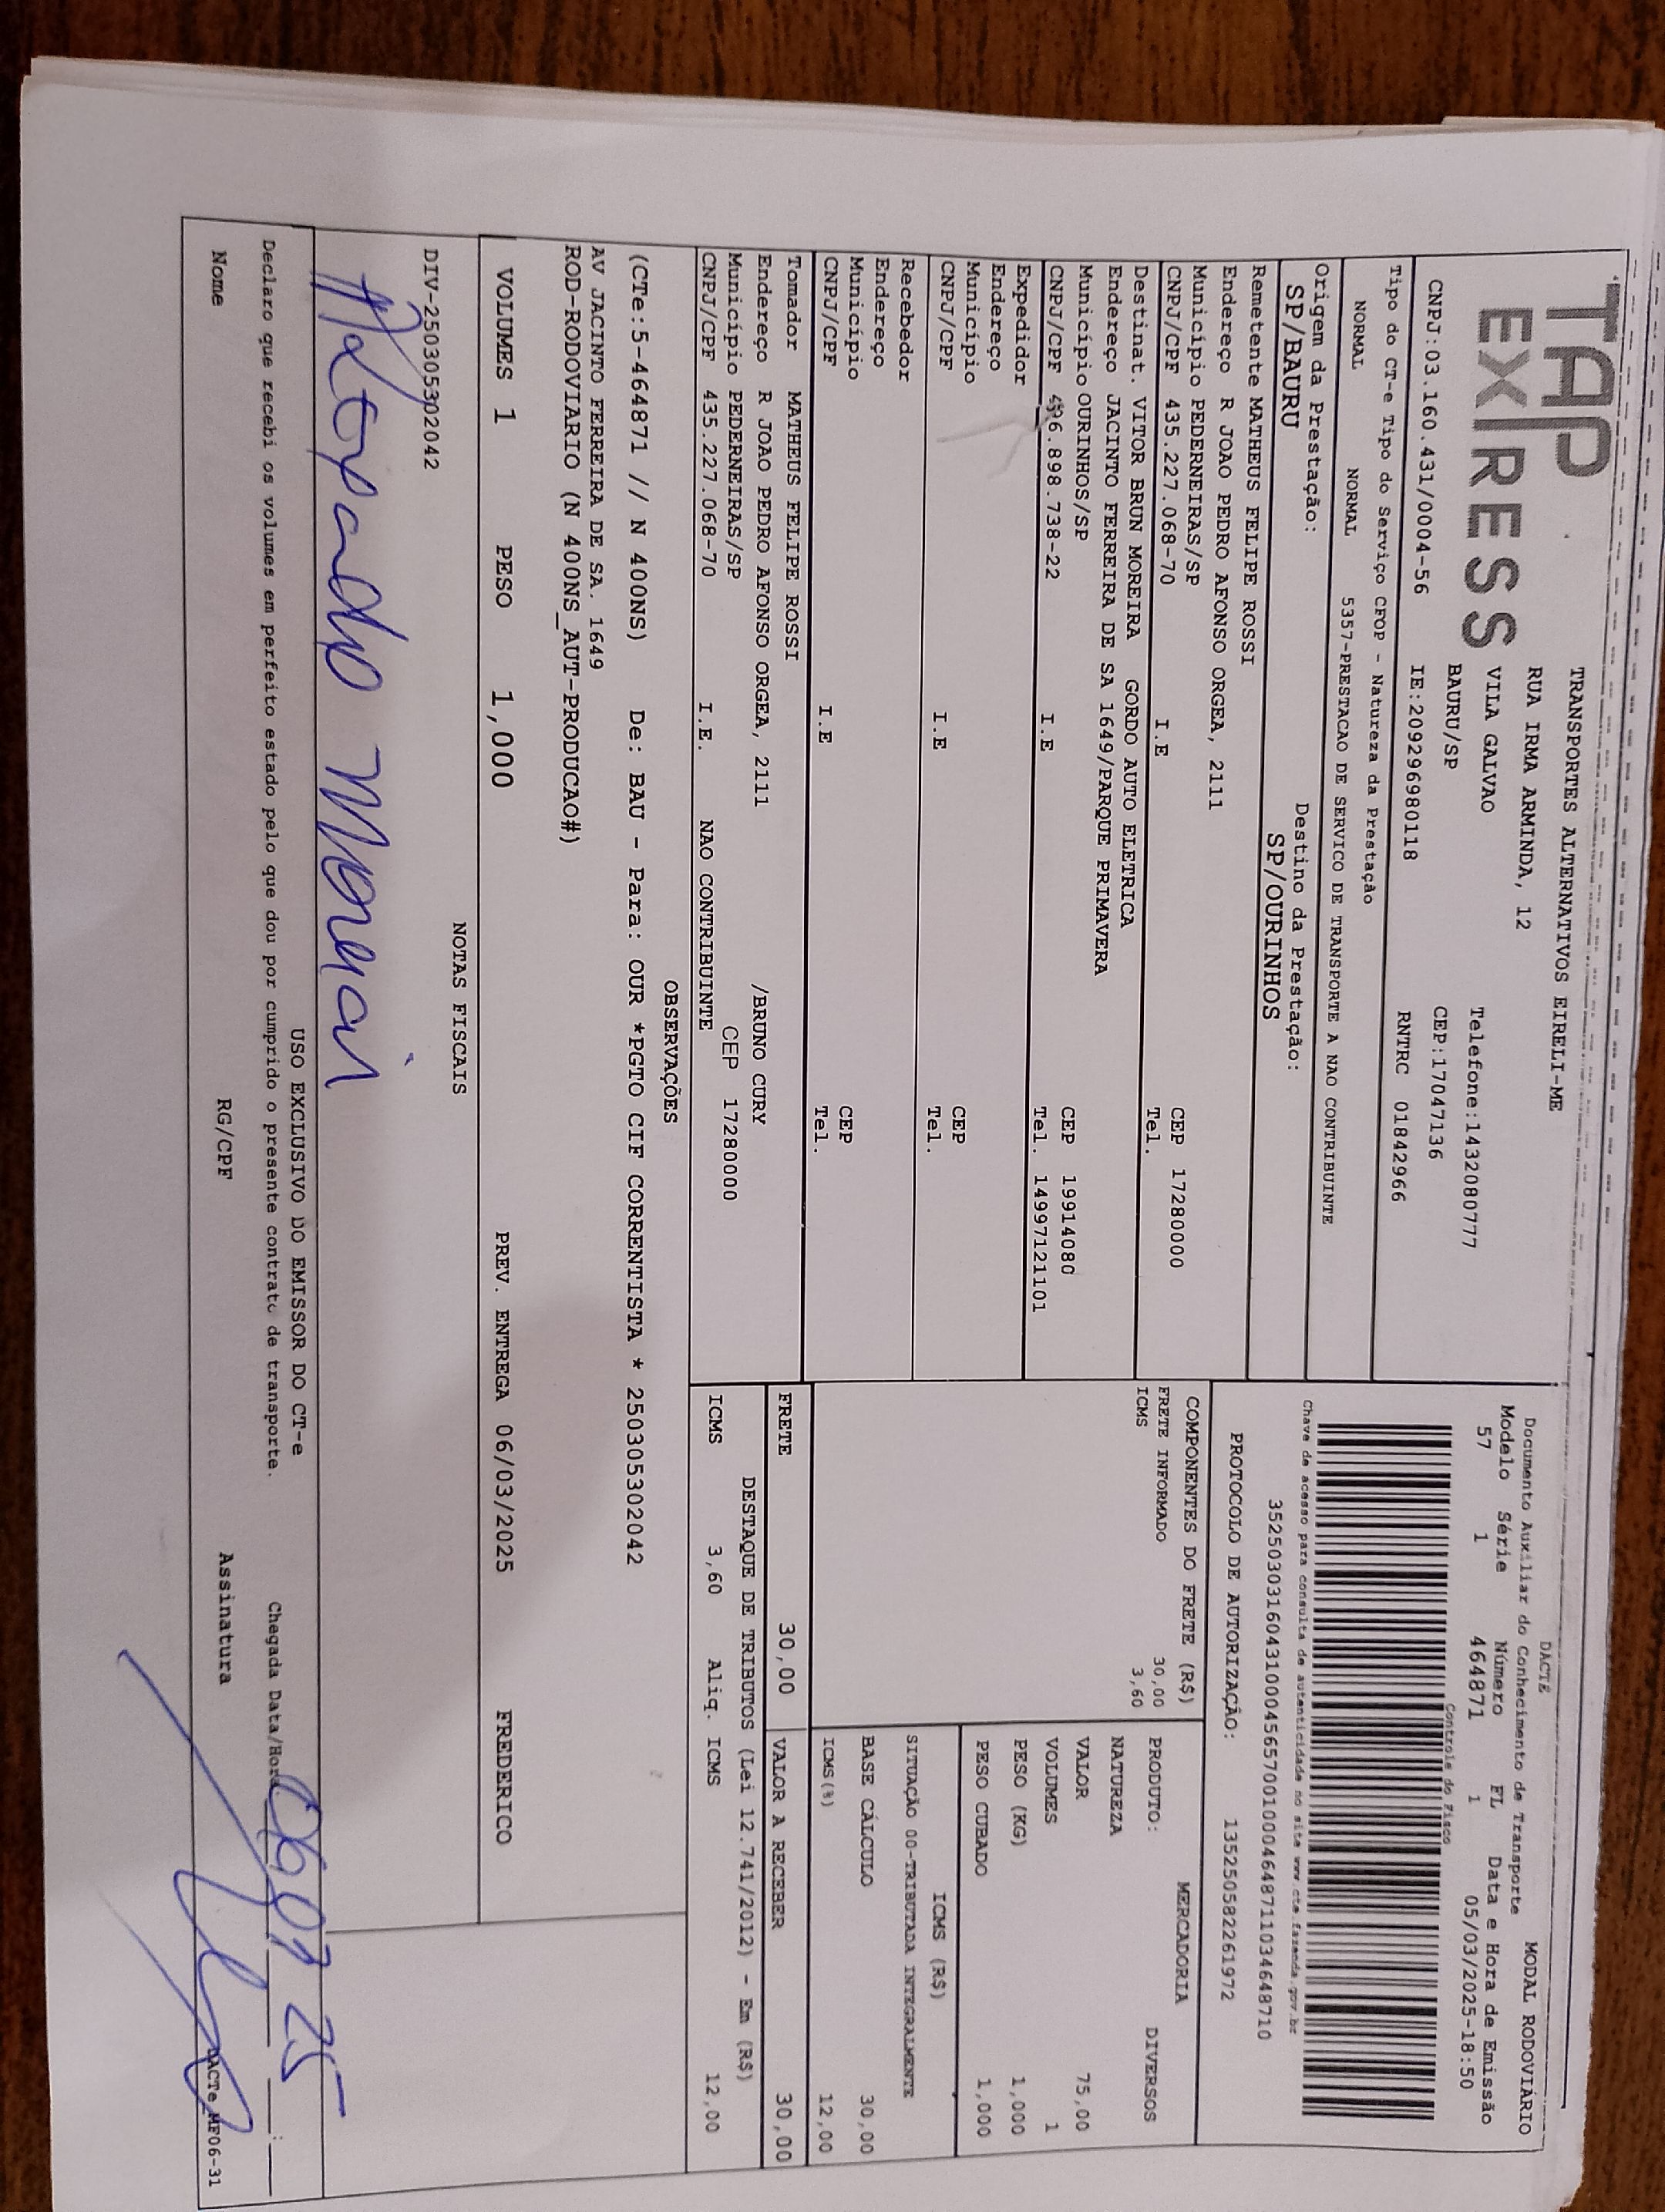 TAP
EXPRESS
TRANSPORTES ALTERNATIVOS EIRELI-ME
RUA IRMA ARMINDA, 12
VILA GALVAO Telefone:1432080777
BAURU/SP CEP:17047136
CNPJ:03.160.431/0004-56 IE:209296980118 RNTRC 01842966
DACTE
Documento Auxiliar do Conhecimento de Transporte MODAL RODOVIÁRIO
Modelo Série Número FL Data e Hora de Emissão
57 1 464871 1 05/03/2025-18:50
Controle do Fisco
Chave de acesso para consulta de autenticidade no site www.cte.fazenda.gov.br
35250303160431000456570010004648711034648710
PROTOCOLO DE AUTORIZAÇÃO: 135250582261972
Tipo do CT-e Tipo do Serviço CFOP - Natureza da Prestação
NORMAL NORMAL 5357-PRESTACAO DE SERVICO DE TRANSPORTE A NAO CONTRIBUINTE
Origem da Prestação: Destino da Prestação:
SP/BAURU SP/OURINHOS
Remetente MATHEUS FELIPE ROSSI
Endereço R JOAO PEDRO AFONSO ORGEA, 2111
Município PEDERNEIRAS/SP CEP 17280000
CNPJ/CPF 435.227.068-70 I.E Tel.
Destinat. VITOR BRUN MOREIRA GORDO AUTO ELETRICA
Endereço JACINTO FERREIRA DE SA 1649/PARQUE PRIMAVERA
Município OURINHOS/SP CEP 19914080
CNPJ/CPF 6.898.738-22 I.E Tel. 14997121101
Expedidor
Endereço
Município CEP
CNPJ/CPF I.E Tel.
Recebedor
Endereço
Município CEP
CNPJ/CPF I.E Tel.
Tomador MATHEUS FELIPE ROSSI
Endereço R JOAO PEDRO AFONSO ORGEA, 2111 /BRUNO CURY
Município PEDERNEIRAS/SP CEP 17280000
CNPJ/CPF 435.227.068-70 I.E. NAO CONTRIBUINTE
COMPONENTES DO FRETE (R$)
FRETE INFORMADO 30,00
ICMS 3,60
MERCADORIA
PRODUTO: DIVERSOS
NATUREZA
VALOR 75,00
VOLUMES 1
PESO (KG) 1,000
PESO CUBADO 1,000
ICMS (R$)
SITUAÇÃO 00-TRIBUTADA INTEGRALMENTE
BASE CÁLCULO 30,00
ICMS(%) 12,00
FRETE 30,00 VALOR A RECEBER 30,00
DESTAQUE DE TRIBUTOS (Lei 12.741/2012) - Em (R$)
ICMS 3,60 Aliq. ICMS 12,00
OBSERVAÇÕES
(CTe:5-464871 // N 400NS) De: BAU - Para: OUR *PGTO CIF CORRENTISTA * 250305302042
AV JACINTO FERREIRA DE SA. 1649
ROD-RODOVIARIO (N 400NS_AUT-PRODUCAO#)
VOLUMES 1 PESO 1,000 PREV. ENTREGA 06/03/2025 FREDERICO
NOTAS FISCAIS
DIV-250305302042
USO EXCLUSIVO DO EMISSOR DO CT-e
Declaro que recebi os volumes em perfeito estado pelo que dou por cumprido o presente contrato de transporte. Chegada Data/Hora
Nome RG/CPF Assinatura
DACTe_MF06-31